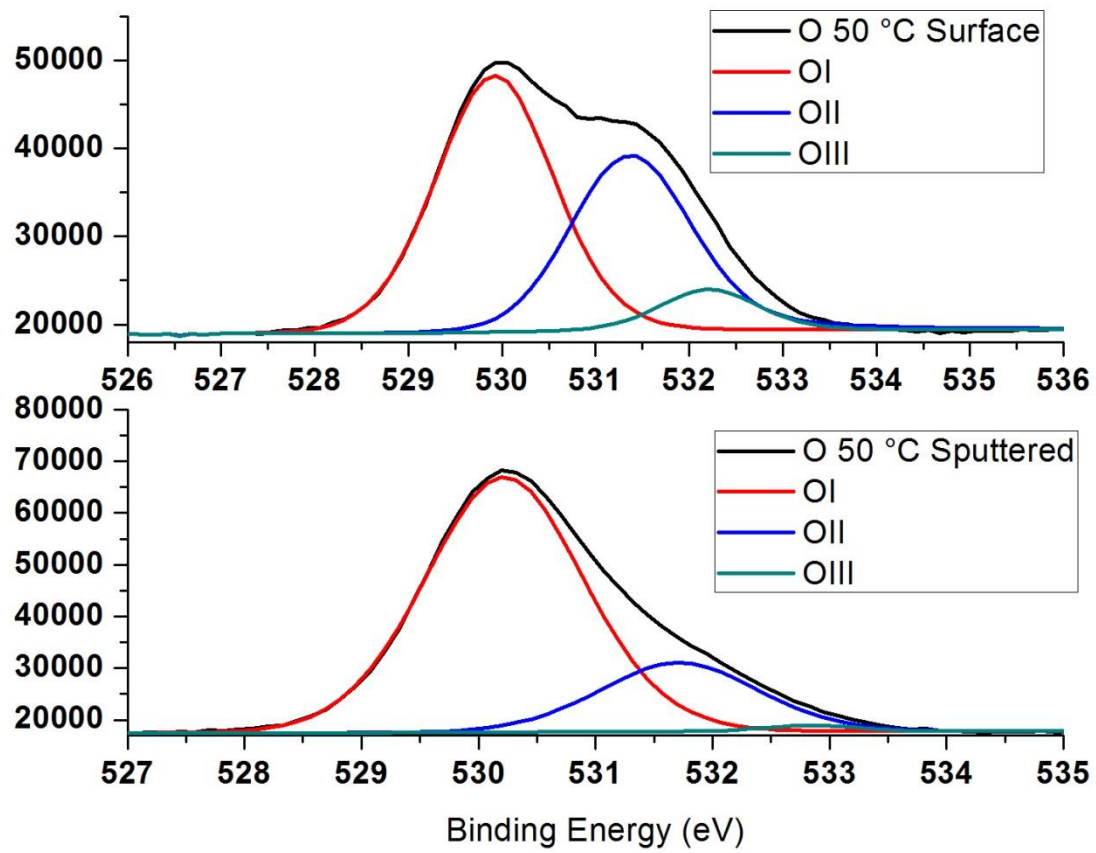 50000
40000
30000
20000
O 50 °C Surface
OI
OII
OIII
526 527 528 529 530 531 532 533 534 535 536
80000
70000
60000
50000
40000
30000
20000
O 50 °C Sputtered
OI
OII
OIII
527 528 529 530 531 532 533 534 535
Binding Energy (eV)